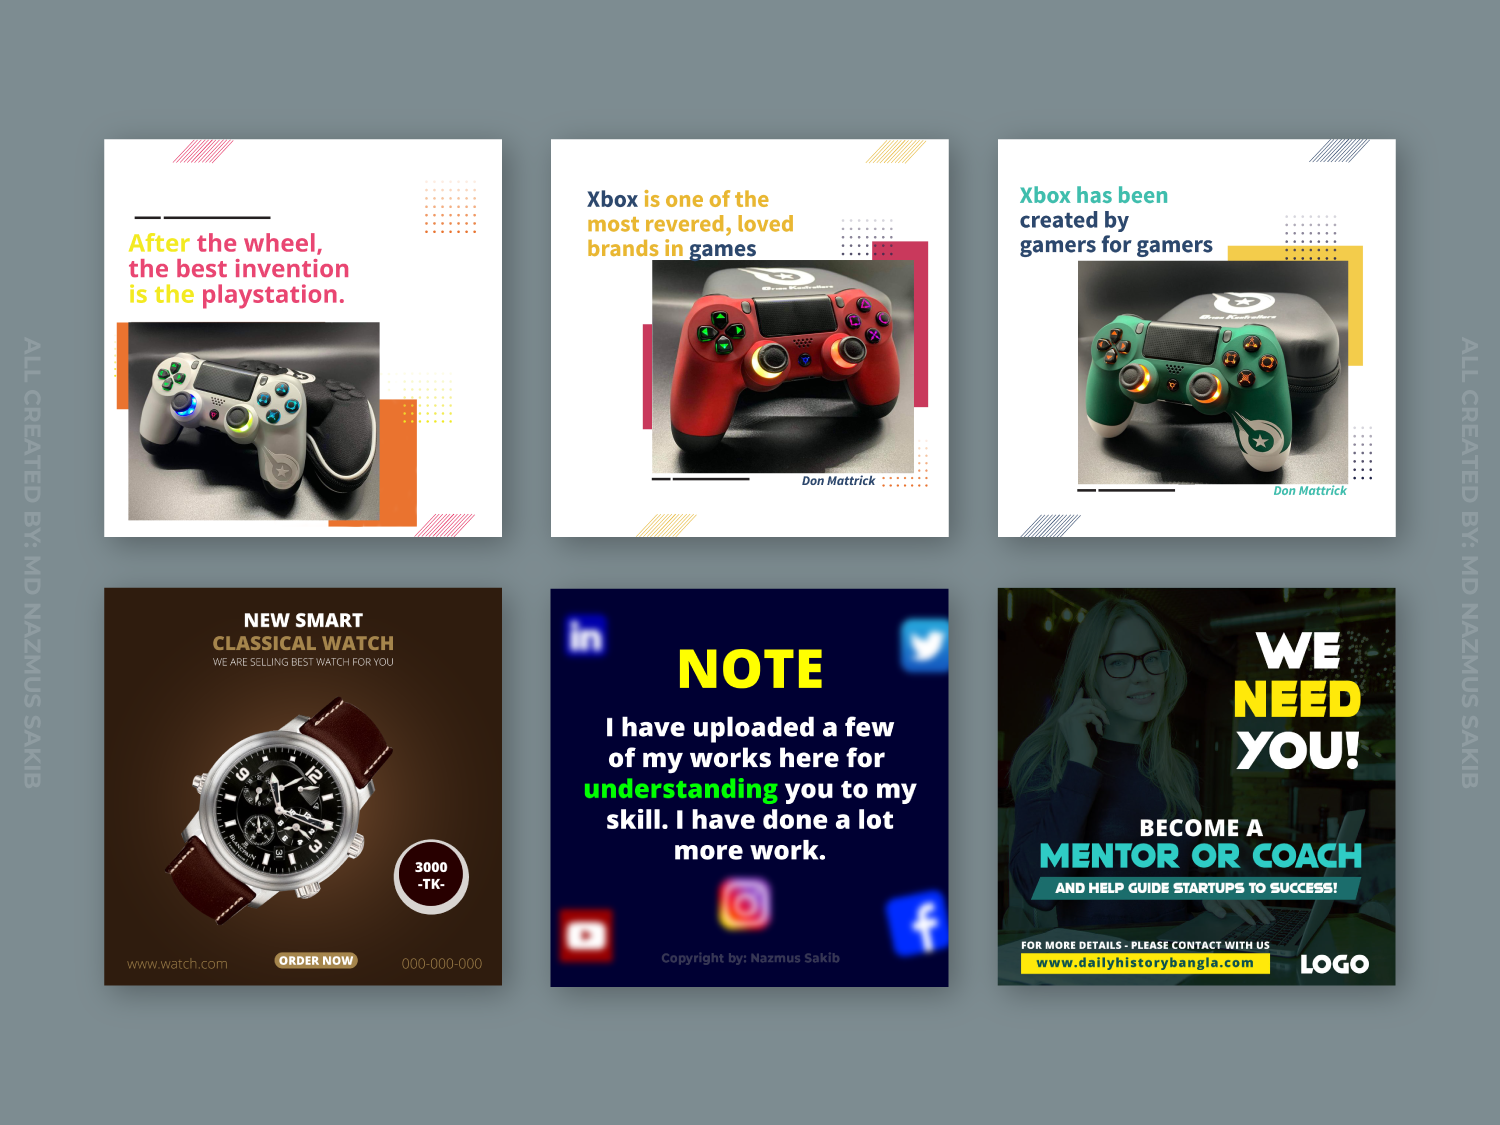 ALL CREATED BY: MD NAZMUS SAKIB
After the wheel,
the best invention
is the playstation.
Xbox is one of the
most revered, loved
brands in games
Don Mattrick
Xbox has been
created by
gamers for gamers
Don Mattrick
NEW SMART
CLASSICAL WATCH
WE ARE SELLING BEST WATCH FOR YOU
12
3
9
BLANCPAIN
3000
-TK-
www.watch.com
ORDER NOW
000-000-000
in
NOTE
I have uploaded a few
of my works here for
understanding you to my
skill. I have done a lot
more work.
f
Copyright by: Nazmus Sakib
WE
NEED
YOU!
BECOME A
MENTOR OR COACH
AND HELP GUIDE STARTUPS TO SUCCESS!
FOR MORE DETAILS - PLEASE CONTACT WITH US
www.dailyhistorybangla.com
LOGO
ALL CREATED BY: MD NAZMUS SAKIB